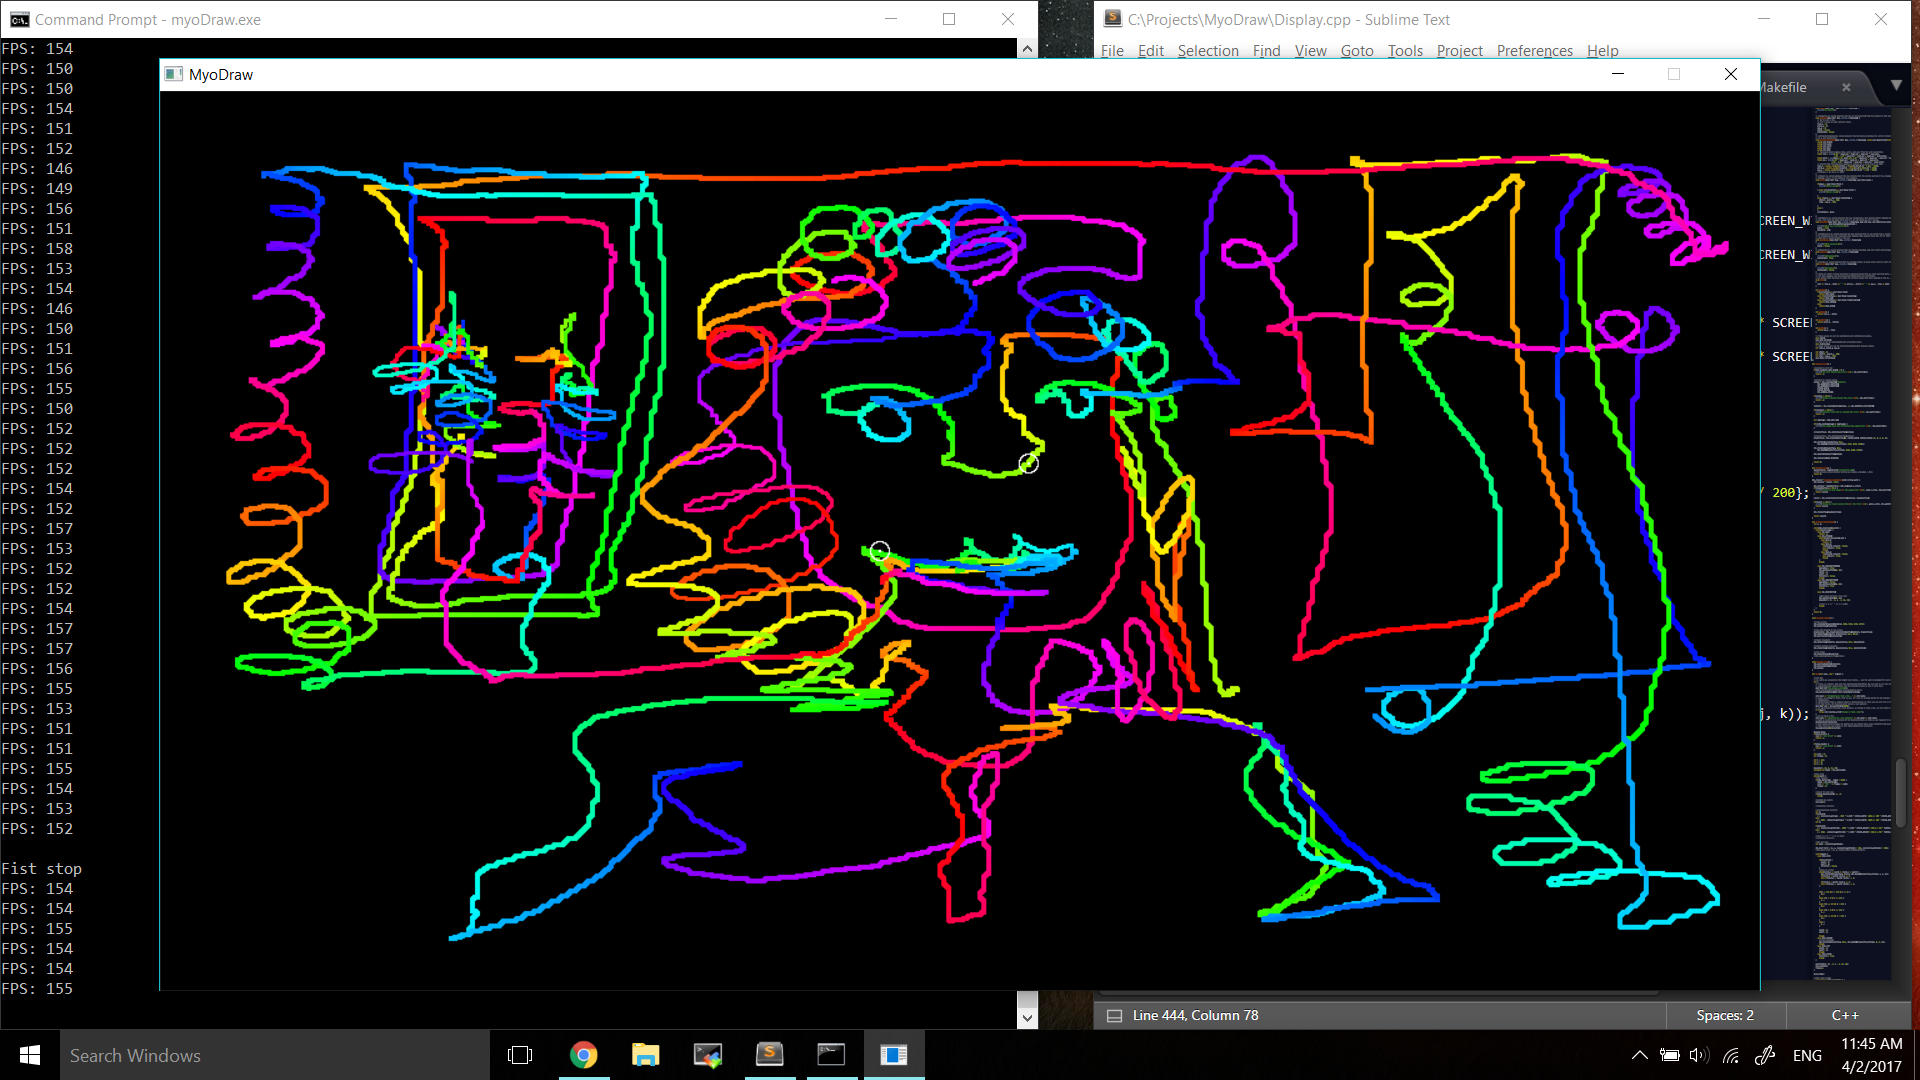 Command Prompt - myoDraw.exe
FPS: 154
FPS: 150
FPS: 150
FPS: 154
FPS: 151
FPS: 152
FPS: 146
FPS: 149
FPS: 156
FPS: 151
FPS: 158
FPS: 153
FPS: 154
FPS: 146
FPS: 150
FPS: 151
FPS: 156
FPS: 155
FPS: 150
FPS: 152
FPS: 152
FPS: 152
FPS: 154
FPS: 152
FPS: 157
FPS: 153
FPS: 152
FPS: 152
FPS: 154
FPS: 157
FPS: 157
FPS: 156
FPS: 155
FPS: 153
FPS: 151
FPS: 151
FPS: 155
FPS: 154
FPS: 153
FPS: 152
Fist stop
FPS: 154
FPS: 154
FPS: 155
FPS: 154
FPS: 154
FPS: 155
MyoDraw
C:\Projects\MyoDraw\Display.cpp - Sublime Text
File Edit Selection Find View Goto Tools Project Preferences Help
Makefile
CREEN_W
CREEN_W
* SCREE
* SCREE
/ 200};
j, k));
Line 444, Column 78
Spaces: 2
C++
Search Windows
ENG
11:45 AM
4/2/2017